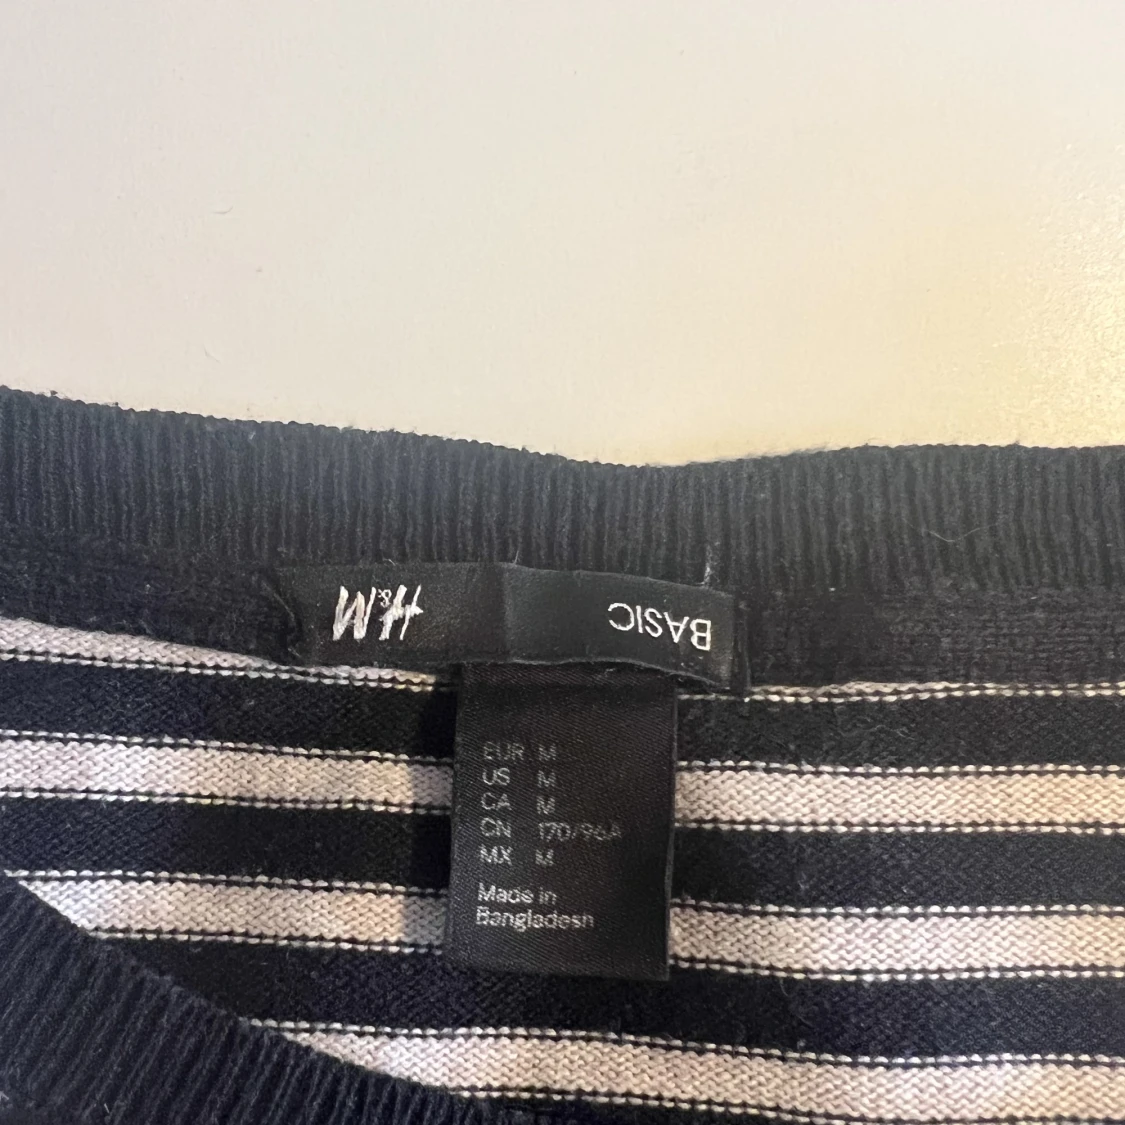 H&M
BASIC
EUR M
US M
CA M
CN 170/96A
MX M
Made in
Bangladesh